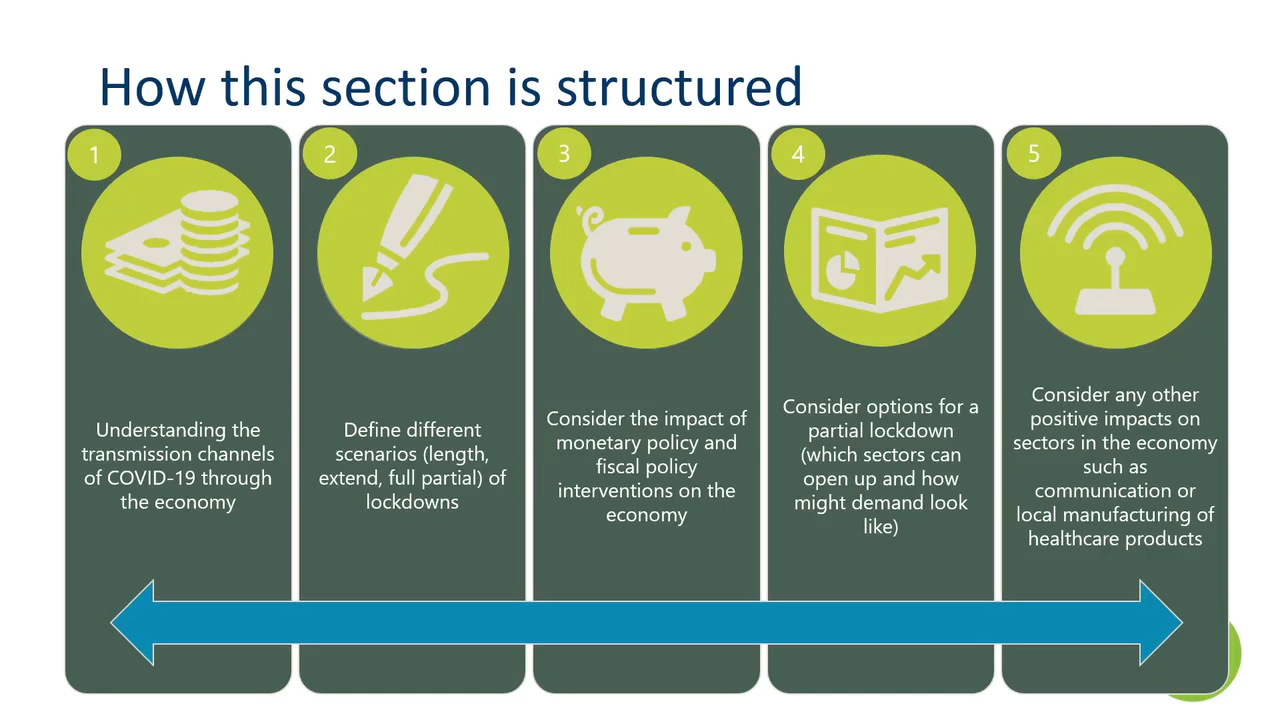 How this section is structured
1
Understanding the
transmission channels
of COVID-19 through
the economy
2
Define different
scenarios (length,
extend, full partial) of
lockdowns
3
Consider the impact of
monetary policy and
fiscal policy
interventions on the
economy
4
Consider options for a
partial lockdown
(which sectors can
open up and how
might demand look
like)
5
Consider any other
positive impacts on
sectors in the economy
such as
communication or
local manufacturing of
healthcare products